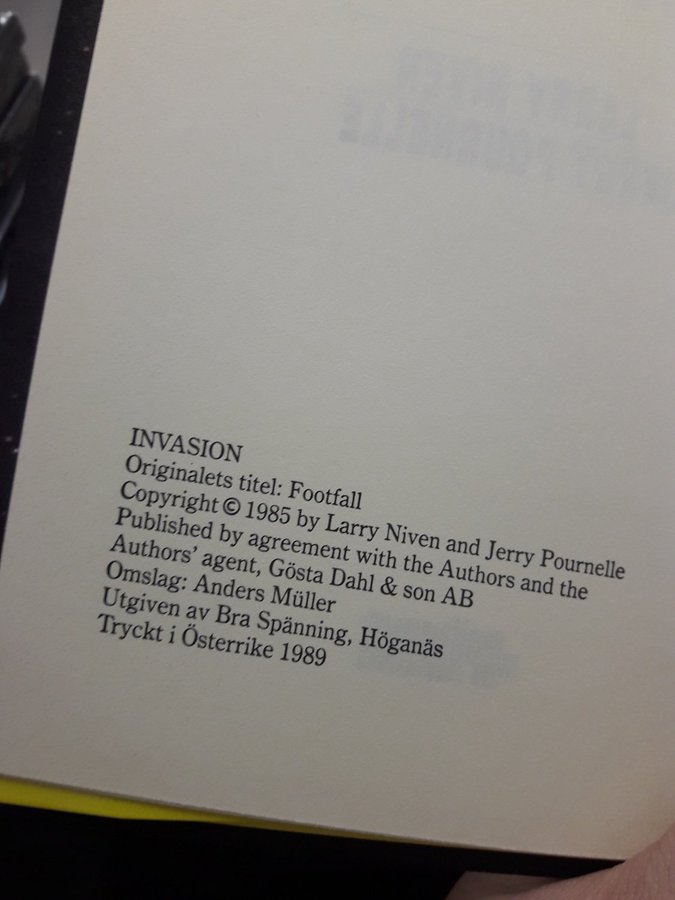 INVASION
Originalets titel: Footfall
Copyright © 1985 by Larry Niven and Jerry Pournelle
Published by agreement with the Authors and the
Authors' agent, Gösta Dahl & son AB
Omslag: Anders Müller
Utgiven av Bra Spänning, Höganäs
Tryckt i Österrike 1989